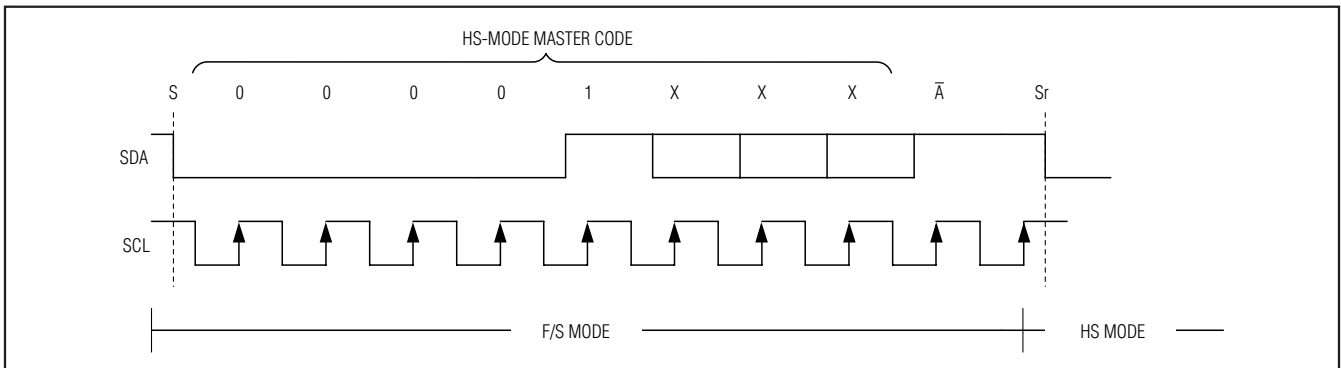 HS-MODE MASTER CODE
S 0 0 0 0 1 X X X A̅ Sr
SDA
SCL
F/S MODE HS MODE